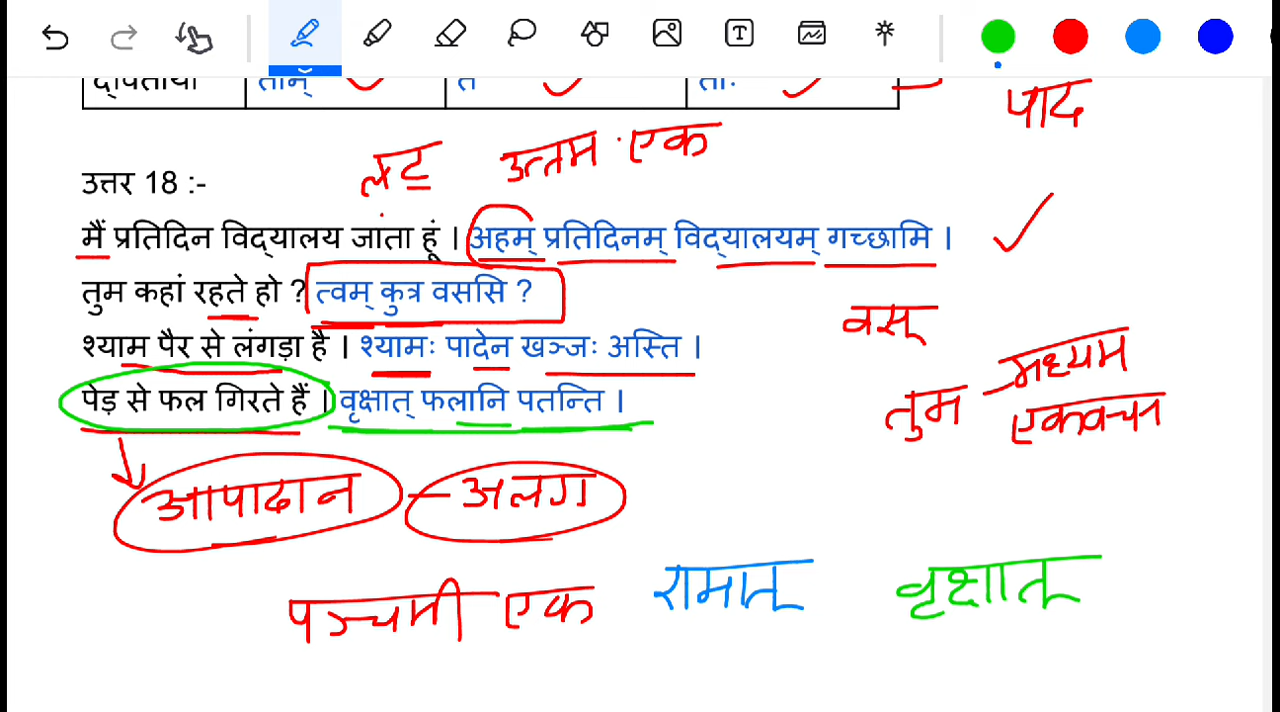 द्वितीया तान् ते ताः
पाद
लट् उत्तम एक
उत्तर 18 :-
मैं प्रतिदिन विद्यालय जांता हूं । अहम् प्रतिदिनम् विद्यालयम् गच्छामि ।
तुम कहां रहते हो ? त्वम् कुत्र वससि ?
वस्
श्याम पैर से लंगड़ा है । श्यामः पादेन खञ्जः अस्ति ।
मध्यम
पेड़ से फल गिरते हैं । वृक्षात् फलानि पतन्ति ।
तुम एकवचन
आपादान – अलग
पञ्चमी एक रामात् वृक्षात्